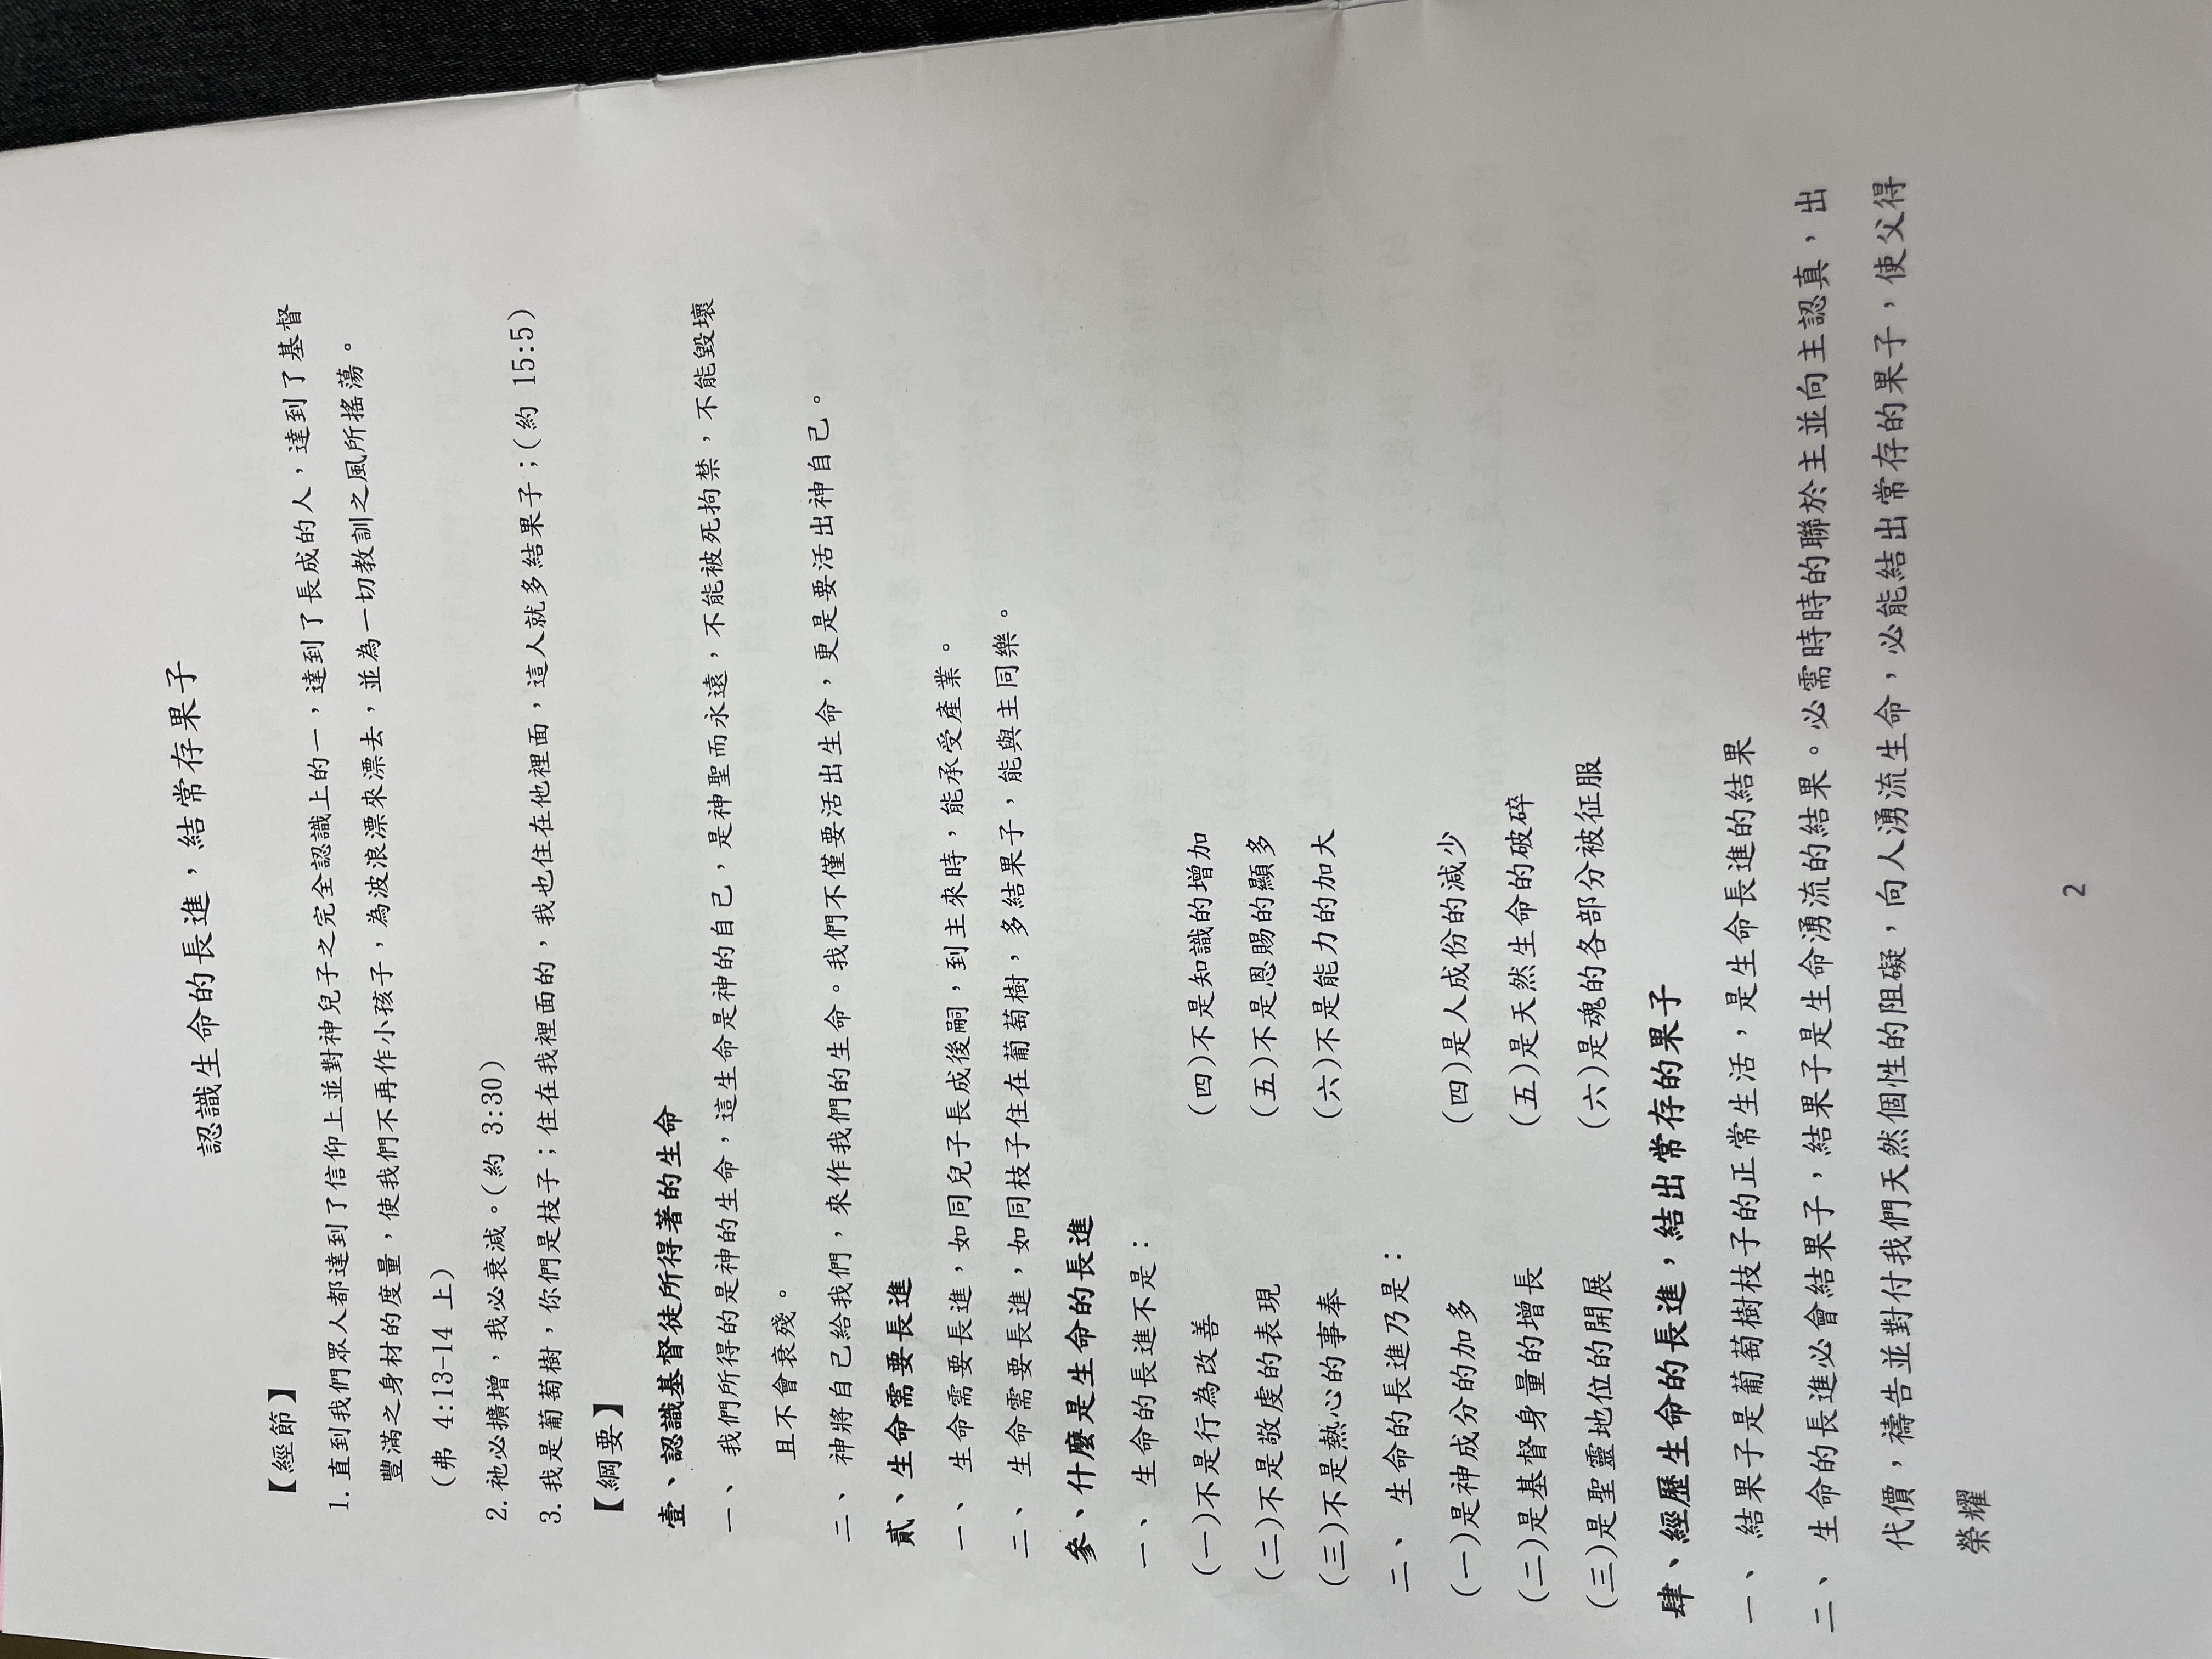 認識生命的長進，結常存果子
【經節】
1. 直到我們眾人都達到了信仰上並對神兒子之完全認識上的一，達到了長成的人，達到了基督
豐滿之身材的度量，使我們不再作小孩子，為波浪漂來漂去，並為一切教訓之風所搖蕩。
（弗 4:13-14 上）
2. 祂必擴增，我必衰減。（約 3:30）
3. 我是葡萄樹，你們是枝子；住在我裡面的，我也住在他裡面，這人就多結果子；（約 15:5）
【綱要】
壹、認識基督徒所得著的生命
一、 我們所得的是神的生命，這生命是神的自己，是神聖而永遠，不能被死拘禁，不能毀壞
且不會衰殘。
二、 神將自己給我們，來作我們的生命。我們不僅要活出生命，更是要活出神自己。
貳、生命需要長進
一、 生命需要長進，如同兒子長成後嗣，到主來時，能承受產業。
二、 生命需要長進，如同枝子住在葡萄樹，多結果子，能與主同樂。
參、什麼是生命的長進
一、 生命的長進不是：
(一)不是行為改善 (四)不是知識的增加
(二)不是敬虔的表現 (五)不是恩賜的顯多
(三)不是熱心的事奉 (六)不是能力的加大
二、 生命的長進乃是：
(一)是神成分的加多 (四)是人成份的減少
(二)是基督身量的增長 (五)是天然生命的破碎
(三)是聖靈地位的開展 (六)是魂的各部分被征服
肆、經歷生命的長進，結出常存的果子
一、 結果子是葡萄樹枝子的正常生活，是生命長進的結果
二、 生命的長進必會結果子，結果子是生命湧流的結果。必需時時的聯於主並向主認真，出
代價，禱告並對付我們天然個性的阻礙，向人湧流生命，必能結出常存的果子，使父得
榮耀
2